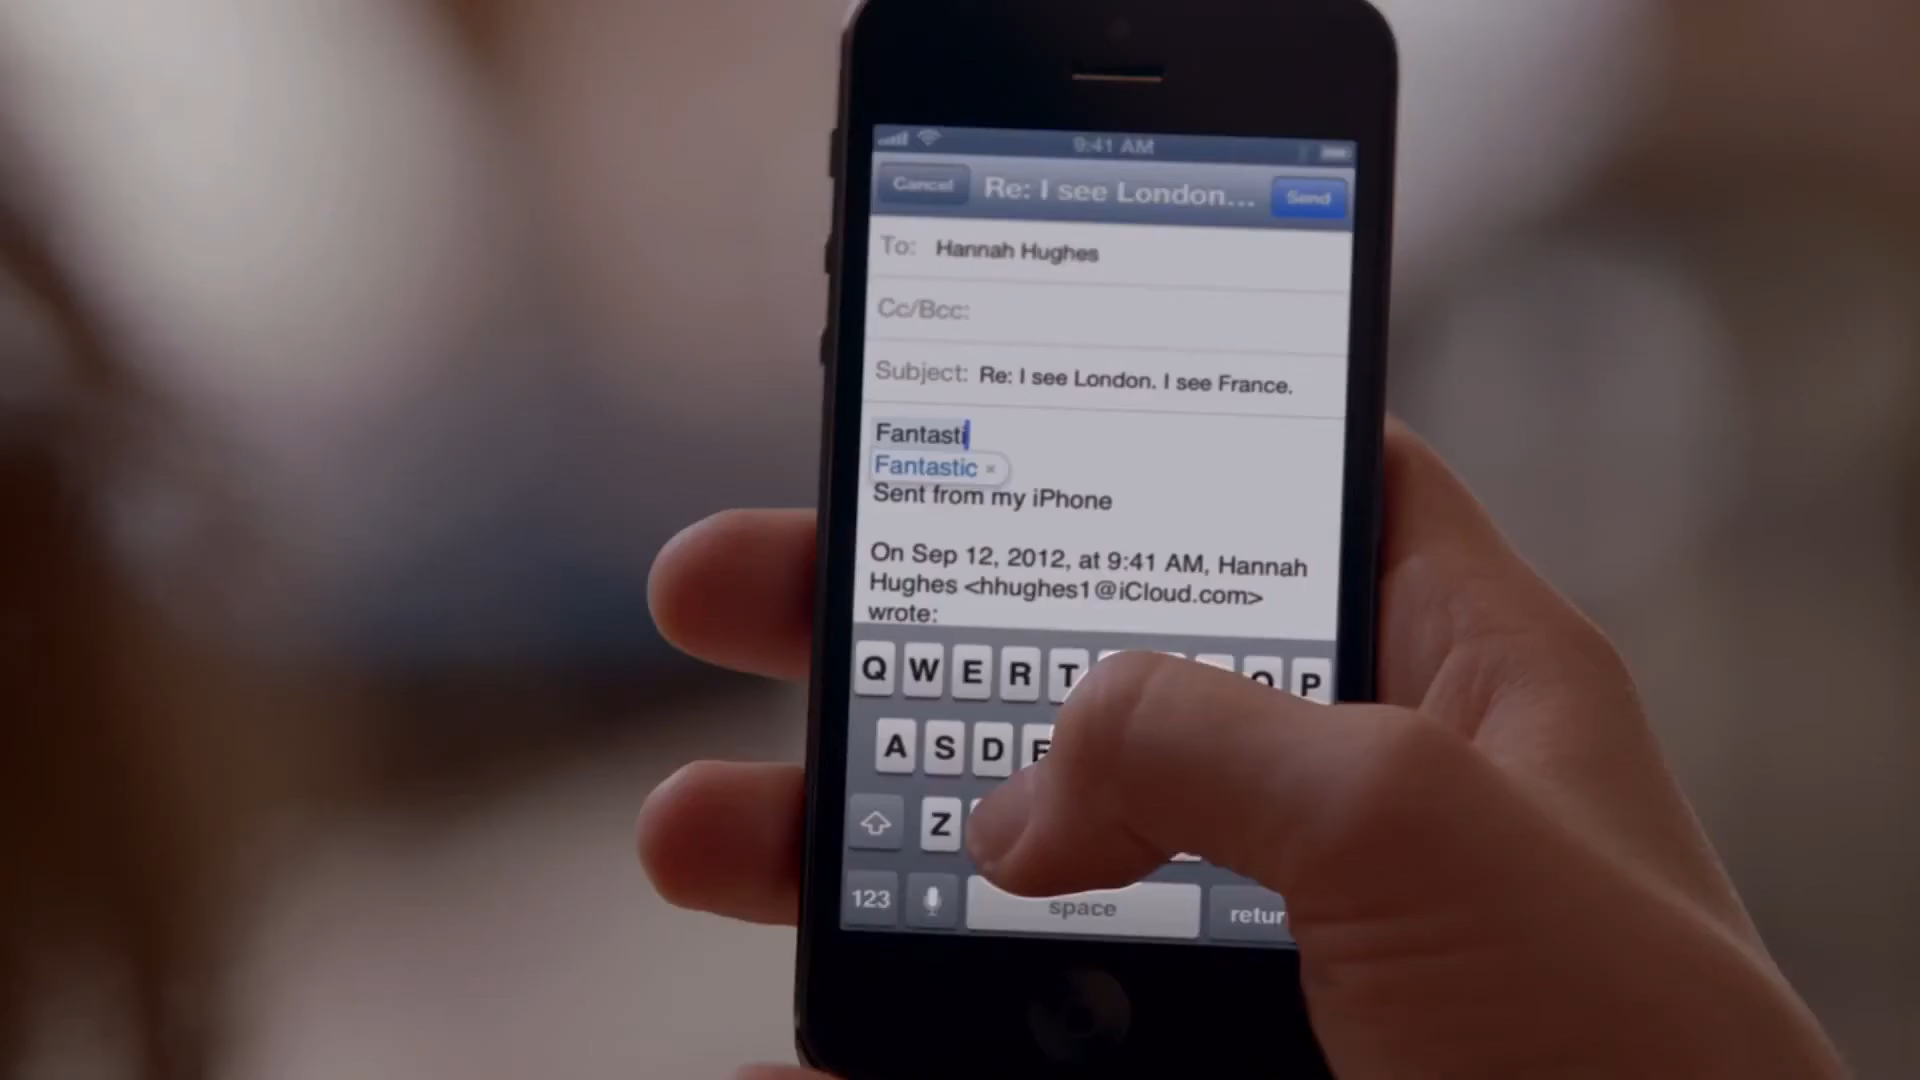 9:41 AM
Cancel Re: I see London... Send
To: Hannah Hughes
Cc/Bcc:
Subject: Re: I see London. I see France.
Fantasti
Fantastic ×
Sent from my iPhone
On Sep 12, 2012, at 9:41 AM, Hannah
Hughes <hhughes1@iCloud.com>
wrote:
Q W E R T O P
A S D F
Z
123 space retur